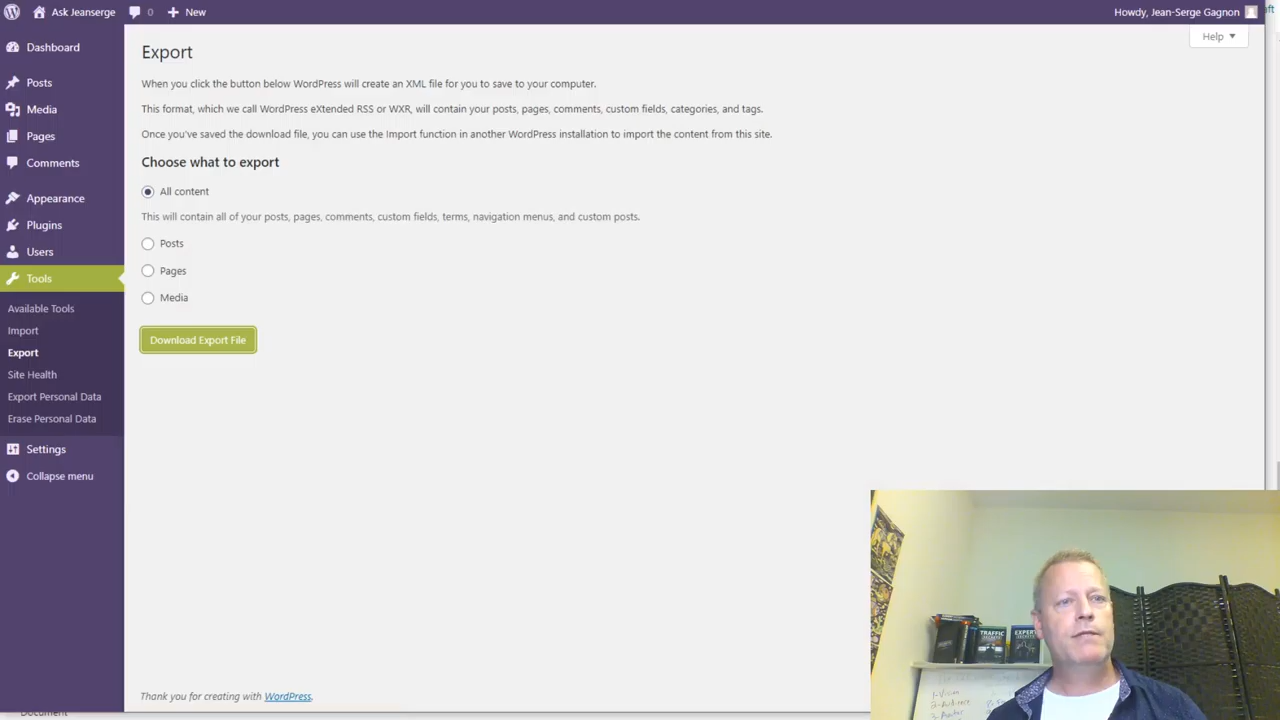 Ask Jeanserge
0
New
Howdy, Jean-Serge Gagnon
Help
Dashboard
Posts
Media
Pages
Comments
Appearance
Plugins
Users
Tools
Available Tools
Import
Export
Site Health
Export Personal Data
Erase Personal Data
Settings
Collapse menu
Export
When you click the button below WordPress will create an XML file for you to save to your computer.
This format, which we call WordPress eXtended RSS or WXR, will contain your posts, pages, comments, custom fields, categories, and tags.
Once you've saved the download file, you can use the Import function in another WordPress installation to import the content from this site.
Choose what to export
All content
This will contain all of your posts, pages, comments, custom fields, terms, navigation menus, and custom posts.
Posts
Pages
Media
Download Export File
Thank you for creating with WordPress.
TRAFFIC
EXPERT
1-Vision
2-Audience